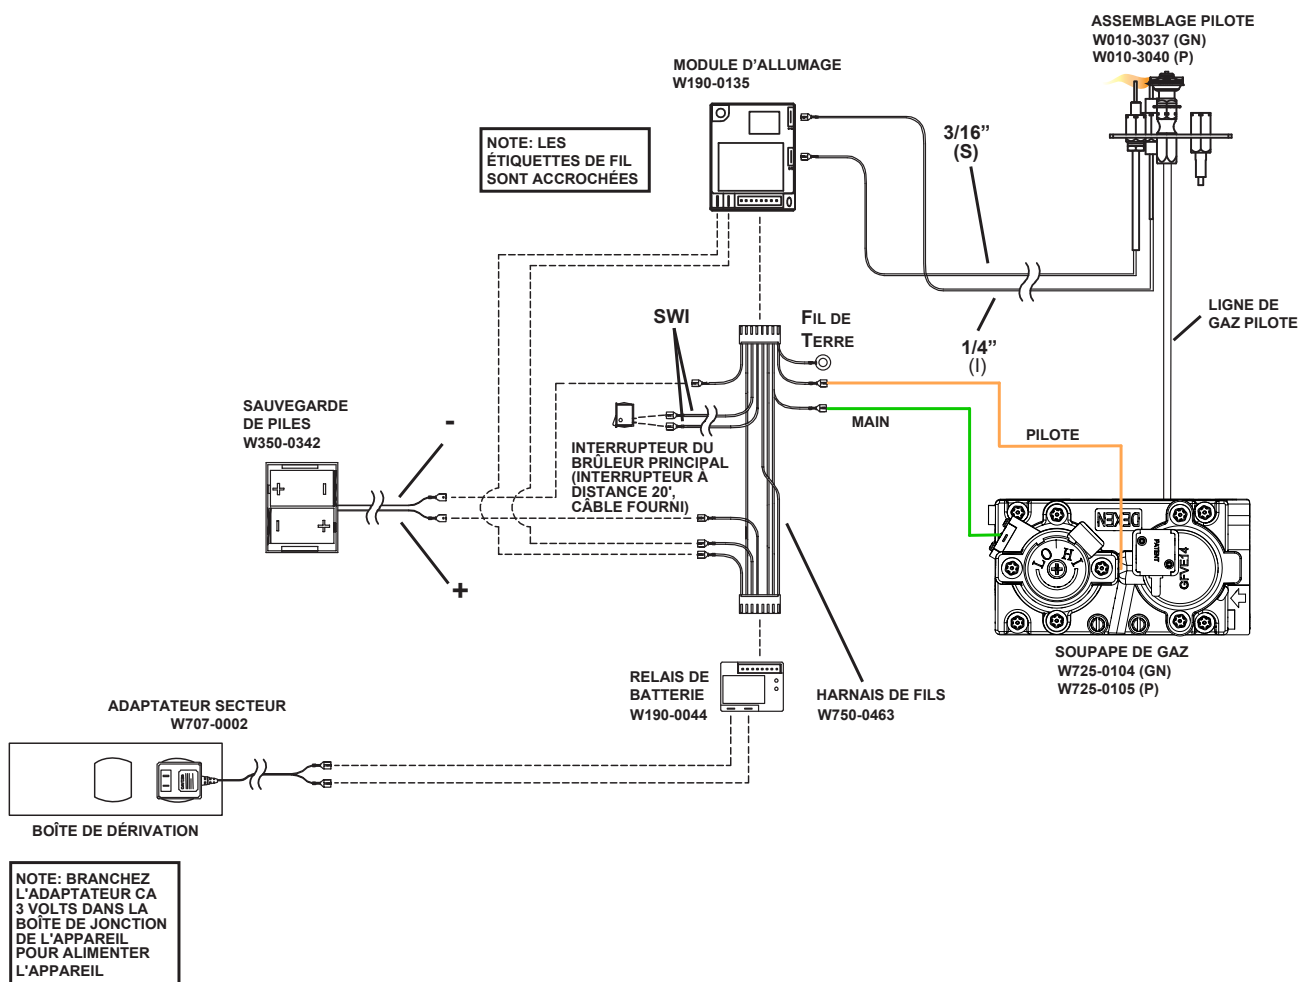 ASSEMBLAGE PILOTE
W010-3037 (GN)
W010-3040 (P)
MODULE D'ALLUMAGE
W190-0135
NOTE: LES
ÉTIQUETTES DE FIL
SONT ACCROCHÉES
3/16”
(S)
LIGNE DE
GAZ PILOTE
SWI
FIL DE
TERRE
1/4”
(I)
SAUVEGARDE
DE PILES
W350-0342
-
+
MAIN
PILOTE
INTERRUPTEUR DU
BRÛLEUR PRINCIPAL
(INTERRUPTEUR À
DISTANCE 20',
CÂBLE FOURNI)
DEXEN
PATENT
LO HI
GFVE14
SOUPAPE DE GAZ
W725-0104 (GN)
W725-0105 (P)
RELAIS DE
BATTERIE
W190-0044
HARNAIS DE FILS
W750-0463
ADAPTATEUR SECTEUR
W707-0002
BOÎTE DE DÉRIVATION
NOTE: BRANCHEZ
L'ADAPTATEUR CA
3 VOLTS DANS LA
BOÎTE DE JONCTION
DE L'APPAREIL
POUR ALIMENTER
L'APPAREIL